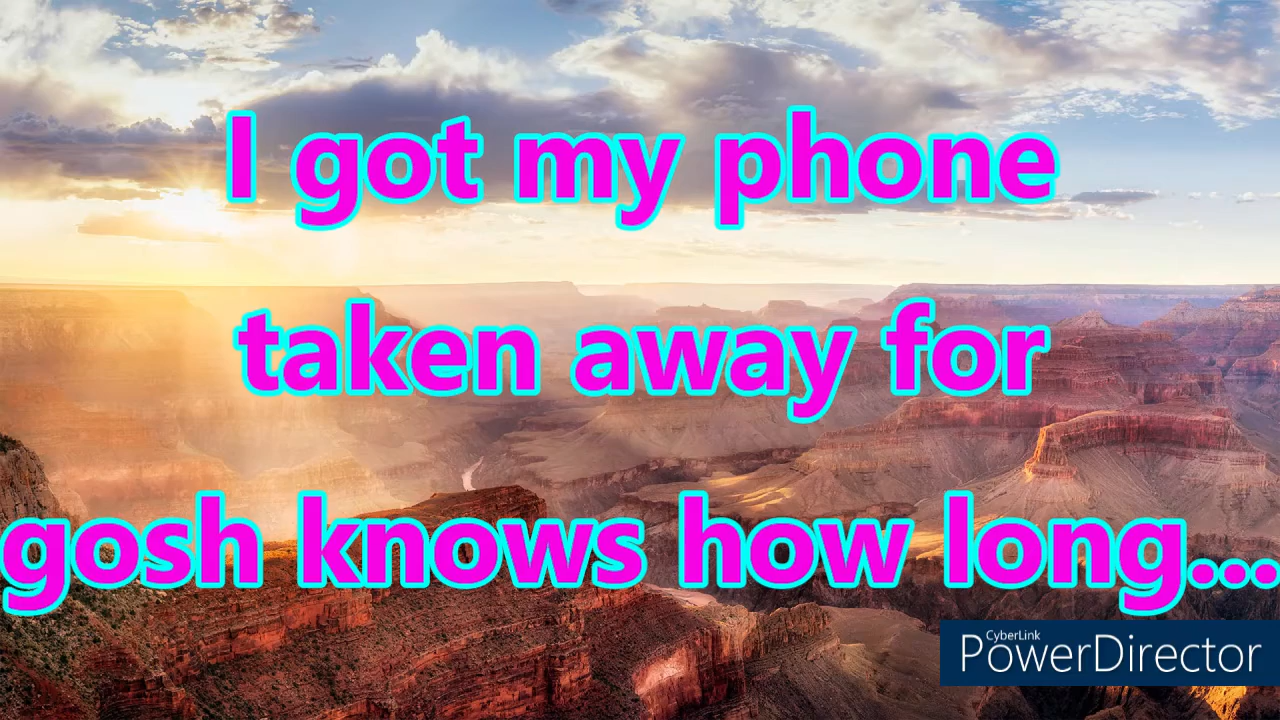 I got my phone
taken away for
gosh knows how long...
CyberLink
PowerDirector